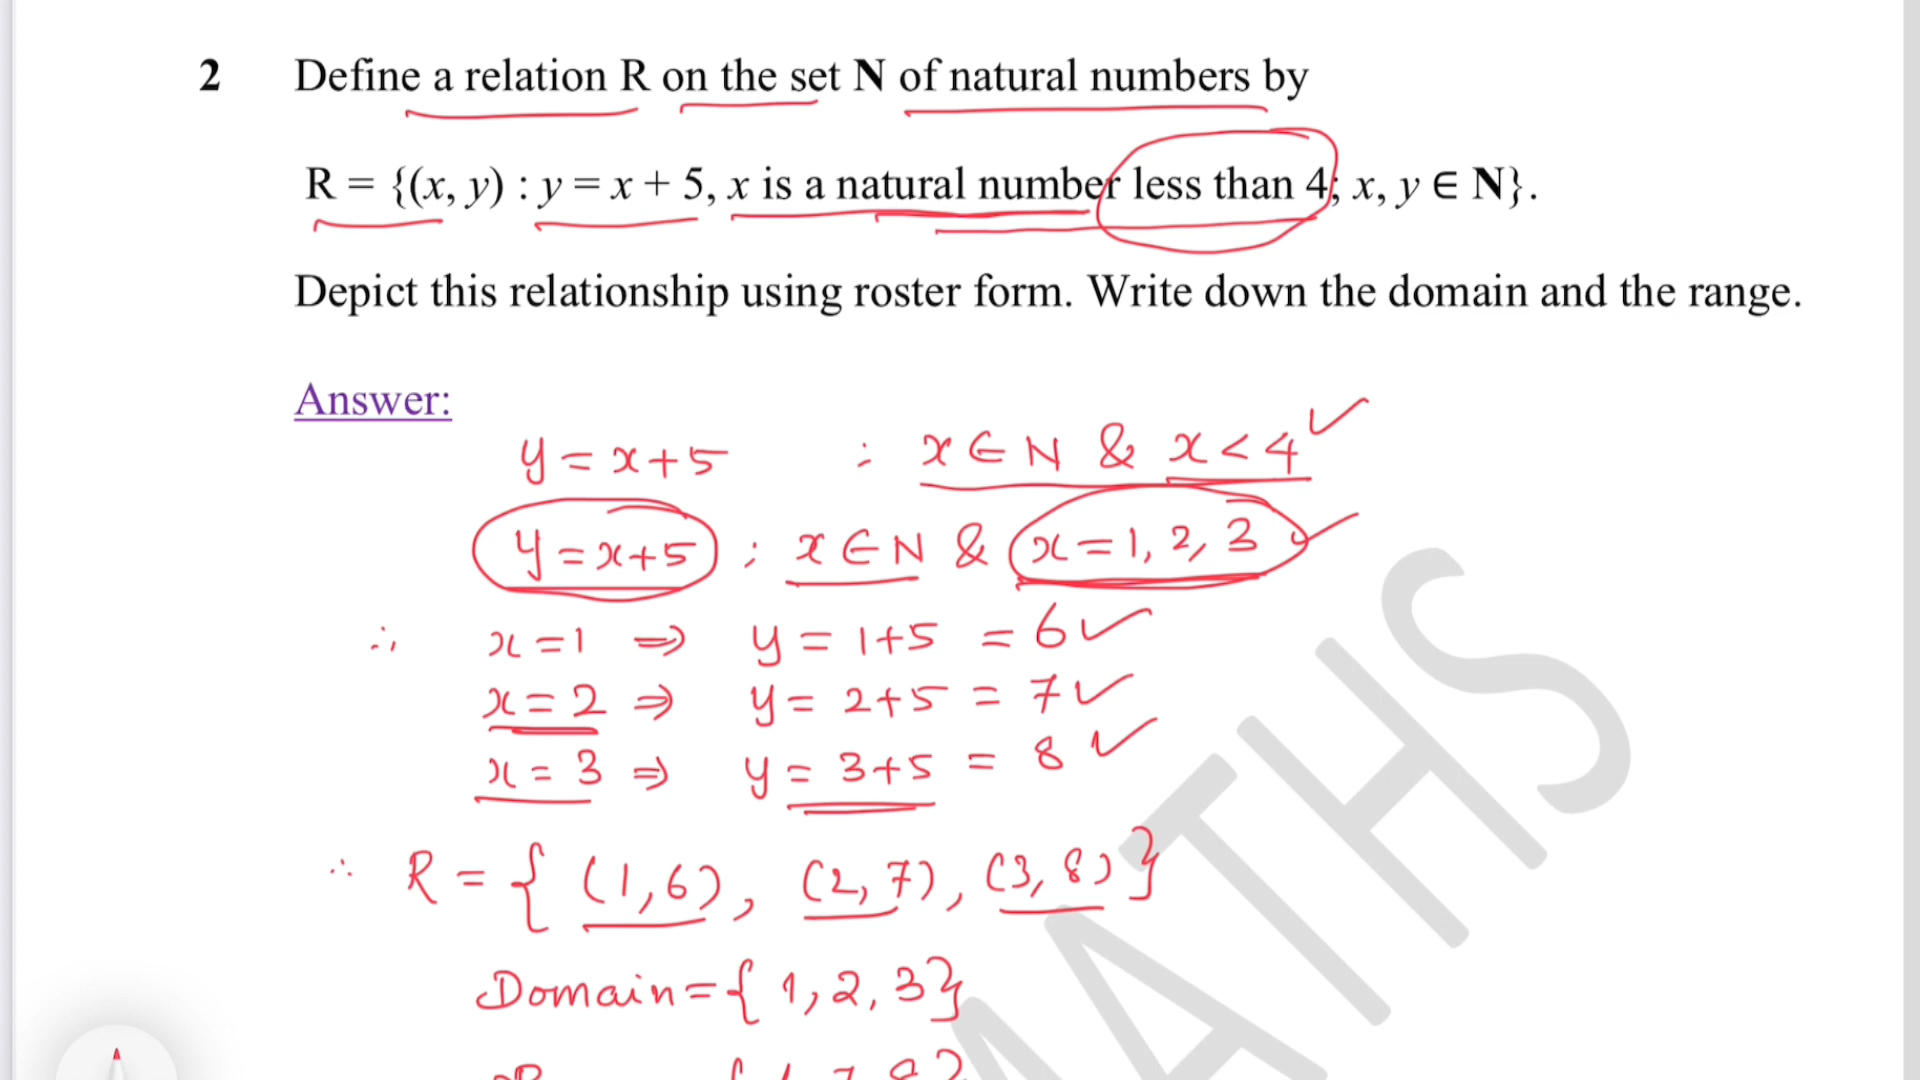 2 Define a relation R on the set N of natural numbers by
R = {(x, y) : y = x + 5, x is a natural number less than 4; x, y ∈ N}.
Depict this relationship using roster form. Write down the domain and the range.
Answer:
y = x+5 : x ∈ N & x < 4
y = x+5 ; x ∈ N & x = 1, 2, 3
∴ x = 1 ⇒ y = 1+5 = 6
x = 2 ⇒ y = 2+5 = 7
x = 3 ⇒ y = 3+5 = 8
∴ R = { (1,6), (2,7), (3,8) }
Domain = { 1, 2, 3}
MATHS